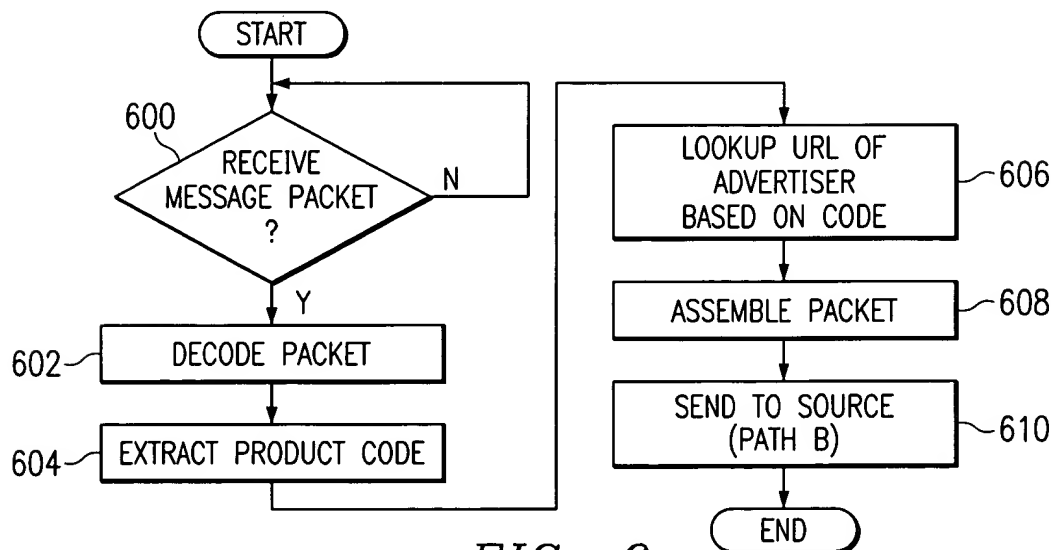 START
600
RECEIVE
MESSAGE PACKET
?
N
Y
602
DECODE PACKET
604
EXTRACT PRODUCT CODE
LOOKUP URL OF
ADVERTISER
BASED ON CODE
606
ASSEMBLE PACKET
608
SEND TO SOURCE
(PATH B)
610
END
FIG.